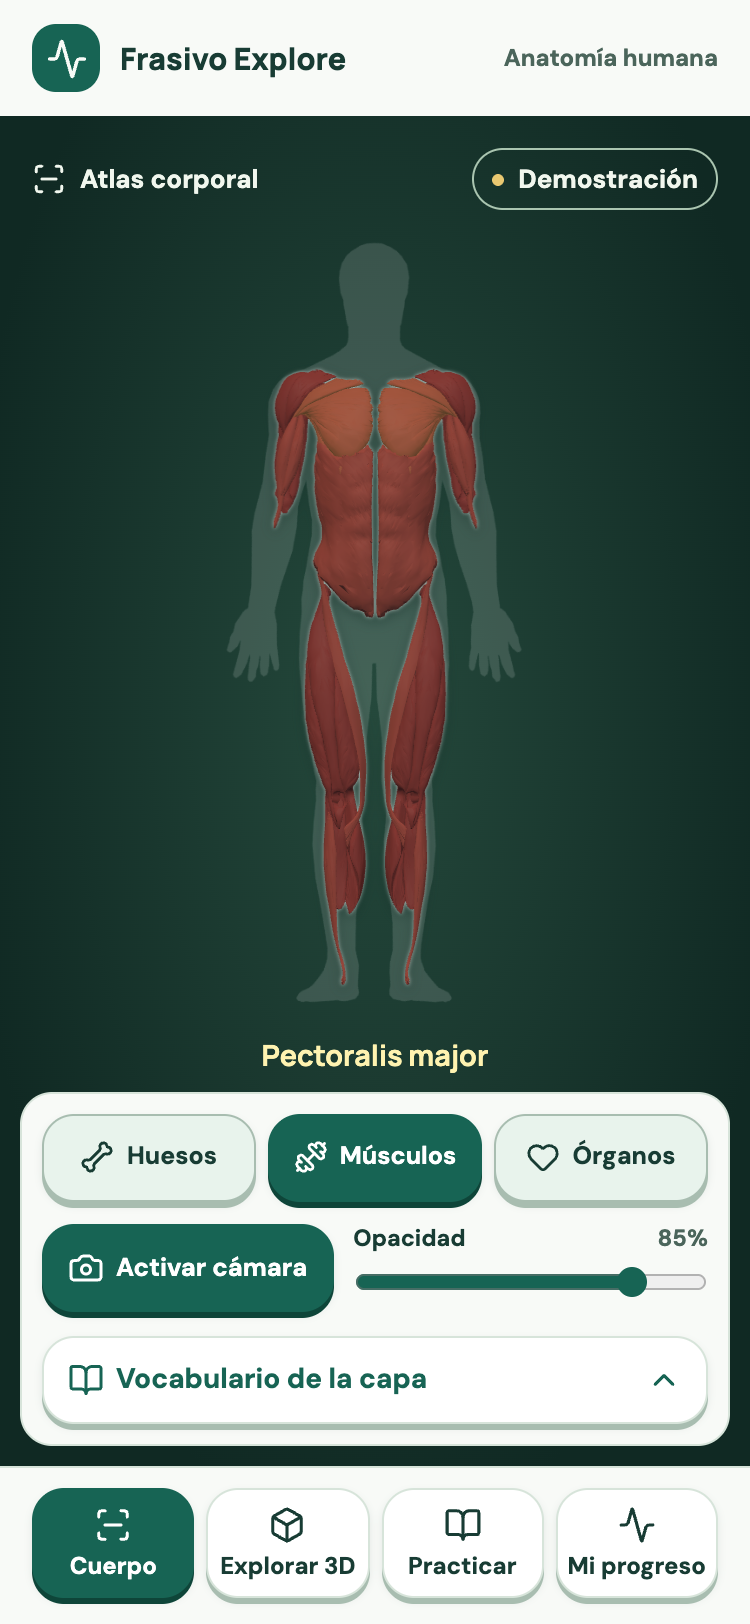 Frasivo Explore
Anatomía humana
Atlas corporal
Demostración
Pectoralis major
Huesos
Músculos
Órganos
Activar cámara
Opacidad
85%
Vocabulario de la capa
Cuerpo
Explorar 3D
Practicar
Mi progreso